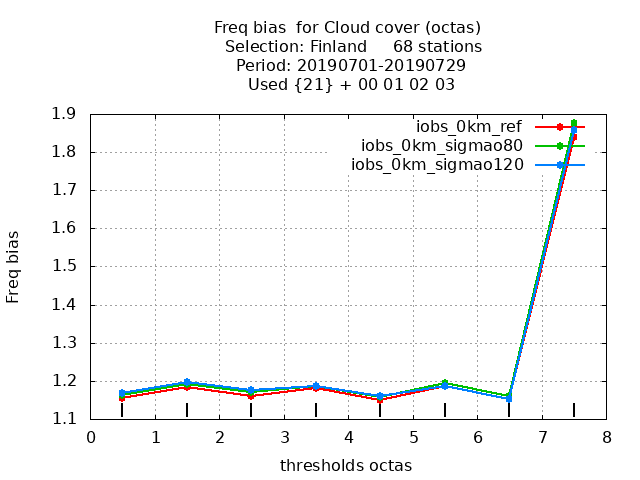 Freq bias  for Cloud cover (octas)
Selection: Finland     68 stations
Period: 20190701-20190729
Used {21} + 00 01 02 03
iobs_0km_ref
iobs_0km_sigmao80
iobs_0km_sigmao120
Freq bias
1.9
1.8
1.7
1.6
1.5
1.4
1.3
1.2
1.1
0 1 2 3 4 5 6 7 8
thresholds octas